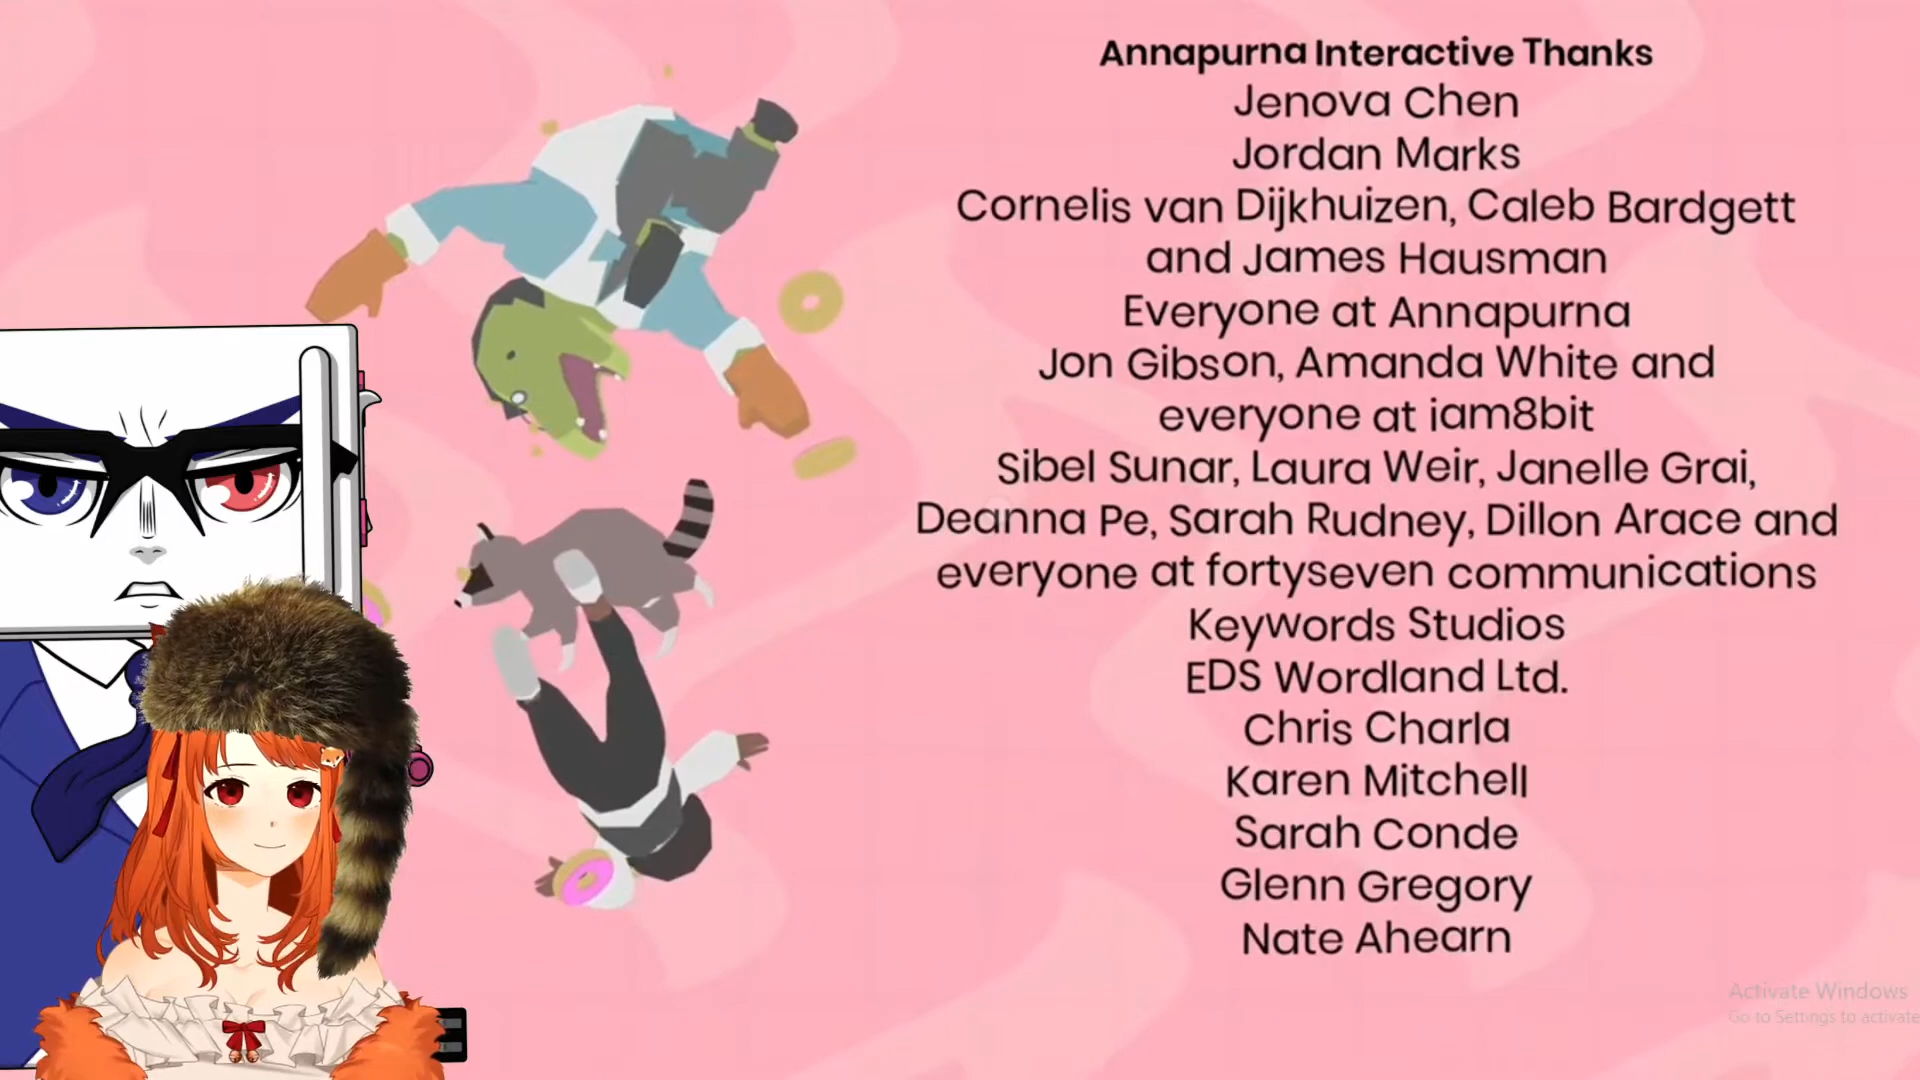 Annapurna Interactive Thanks
Jenova Chen
Jordan Marks
Cornelis van Dijkhuizen, Caleb Bardgett
and James Hausman
Everyone at Annapurna
Jon Gibson, Amanda White and
everyone at iam8bit
Sibel Sunar, Laura Weir, Janelle Grai,
Deanna Pe, Sarah Rudney, Dillon Arace and
everyone at fortyseven communications
Keywords Studios
EDS Wordland Ltd.
Chris Charla
Karen Mitchell
Sarah Conde
Glenn Gregory
Nate Ahearn
Activate Windows
Go to Settings to activate